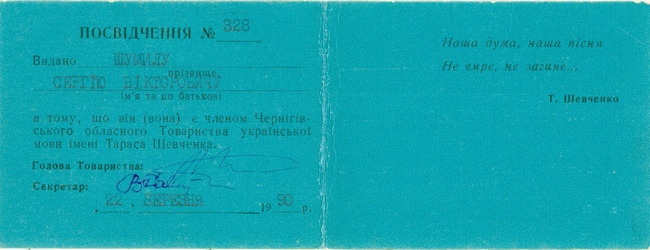 ПОСВІДЧЕННЯ № 328
Видано ШУМИЛУ
прізвище,
СЕРГІЮ ВІКТОРОВИЧУ
ім'я та по батькові
в тому, що він (вона) є членом Чернігів-
ського обласного Товариства української
мови імені Тараса Шевченка.
Голова Товариства:
Секретар:
22 БЕРЕЗНЯ 1990 р.
Наша дума, наша пісня
Не вмре, не загине...
Т. Шевченко